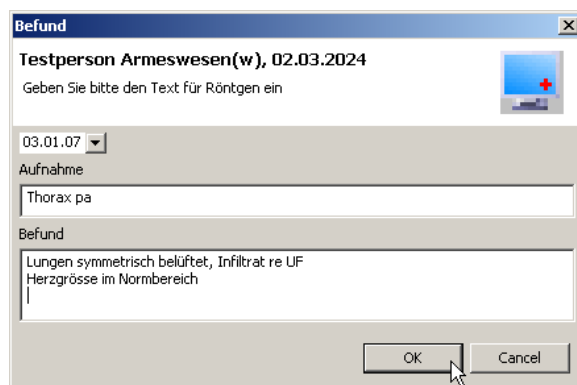 Befund
Testperson Armeswesen(w), 02.03.2024
Geben Sie bitte den Text für Röntgen ein
03.01.07
Aufnahme
Thorax pa
Befund
Lungen symmetrisch belüftet, Infiltrat re UF
Herzgrösse im Normbereich
OK
Cancel